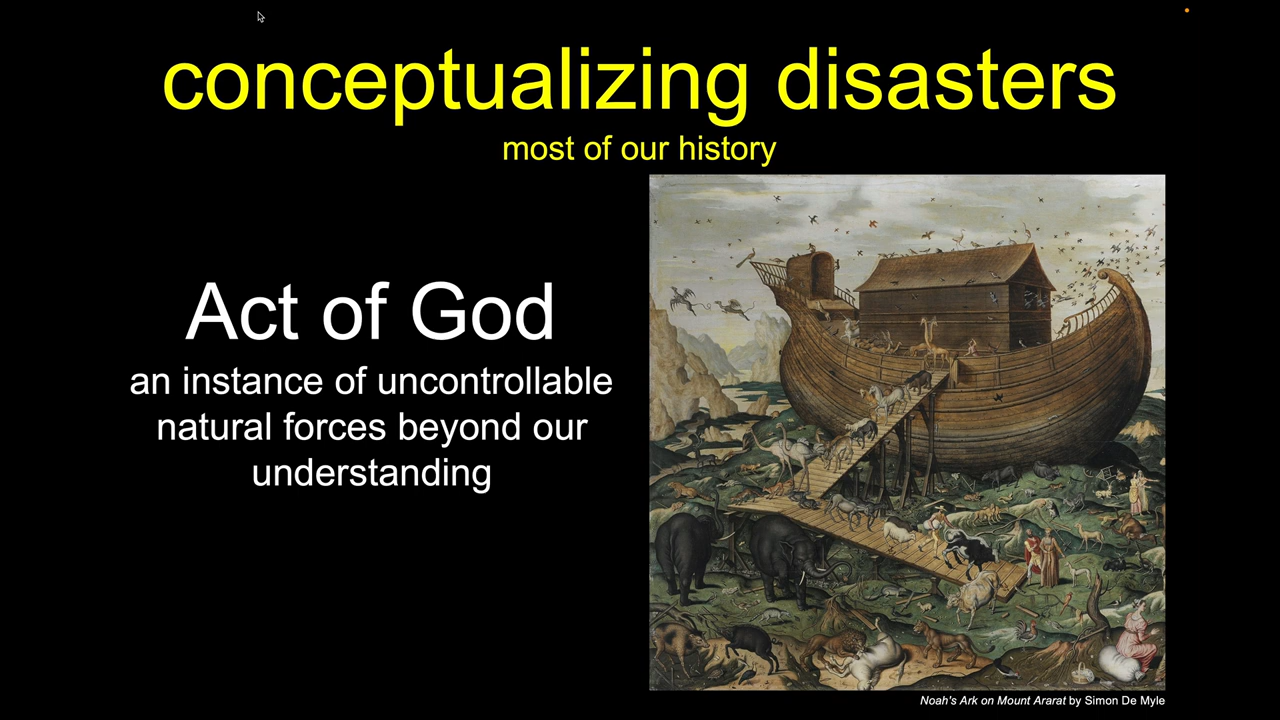 conceptualizing disasters
most of our history
Act of God
an instance of uncontrollable
natural forces beyond our
understanding
Noah's Ark on Mount Ararat by Simon De Myle